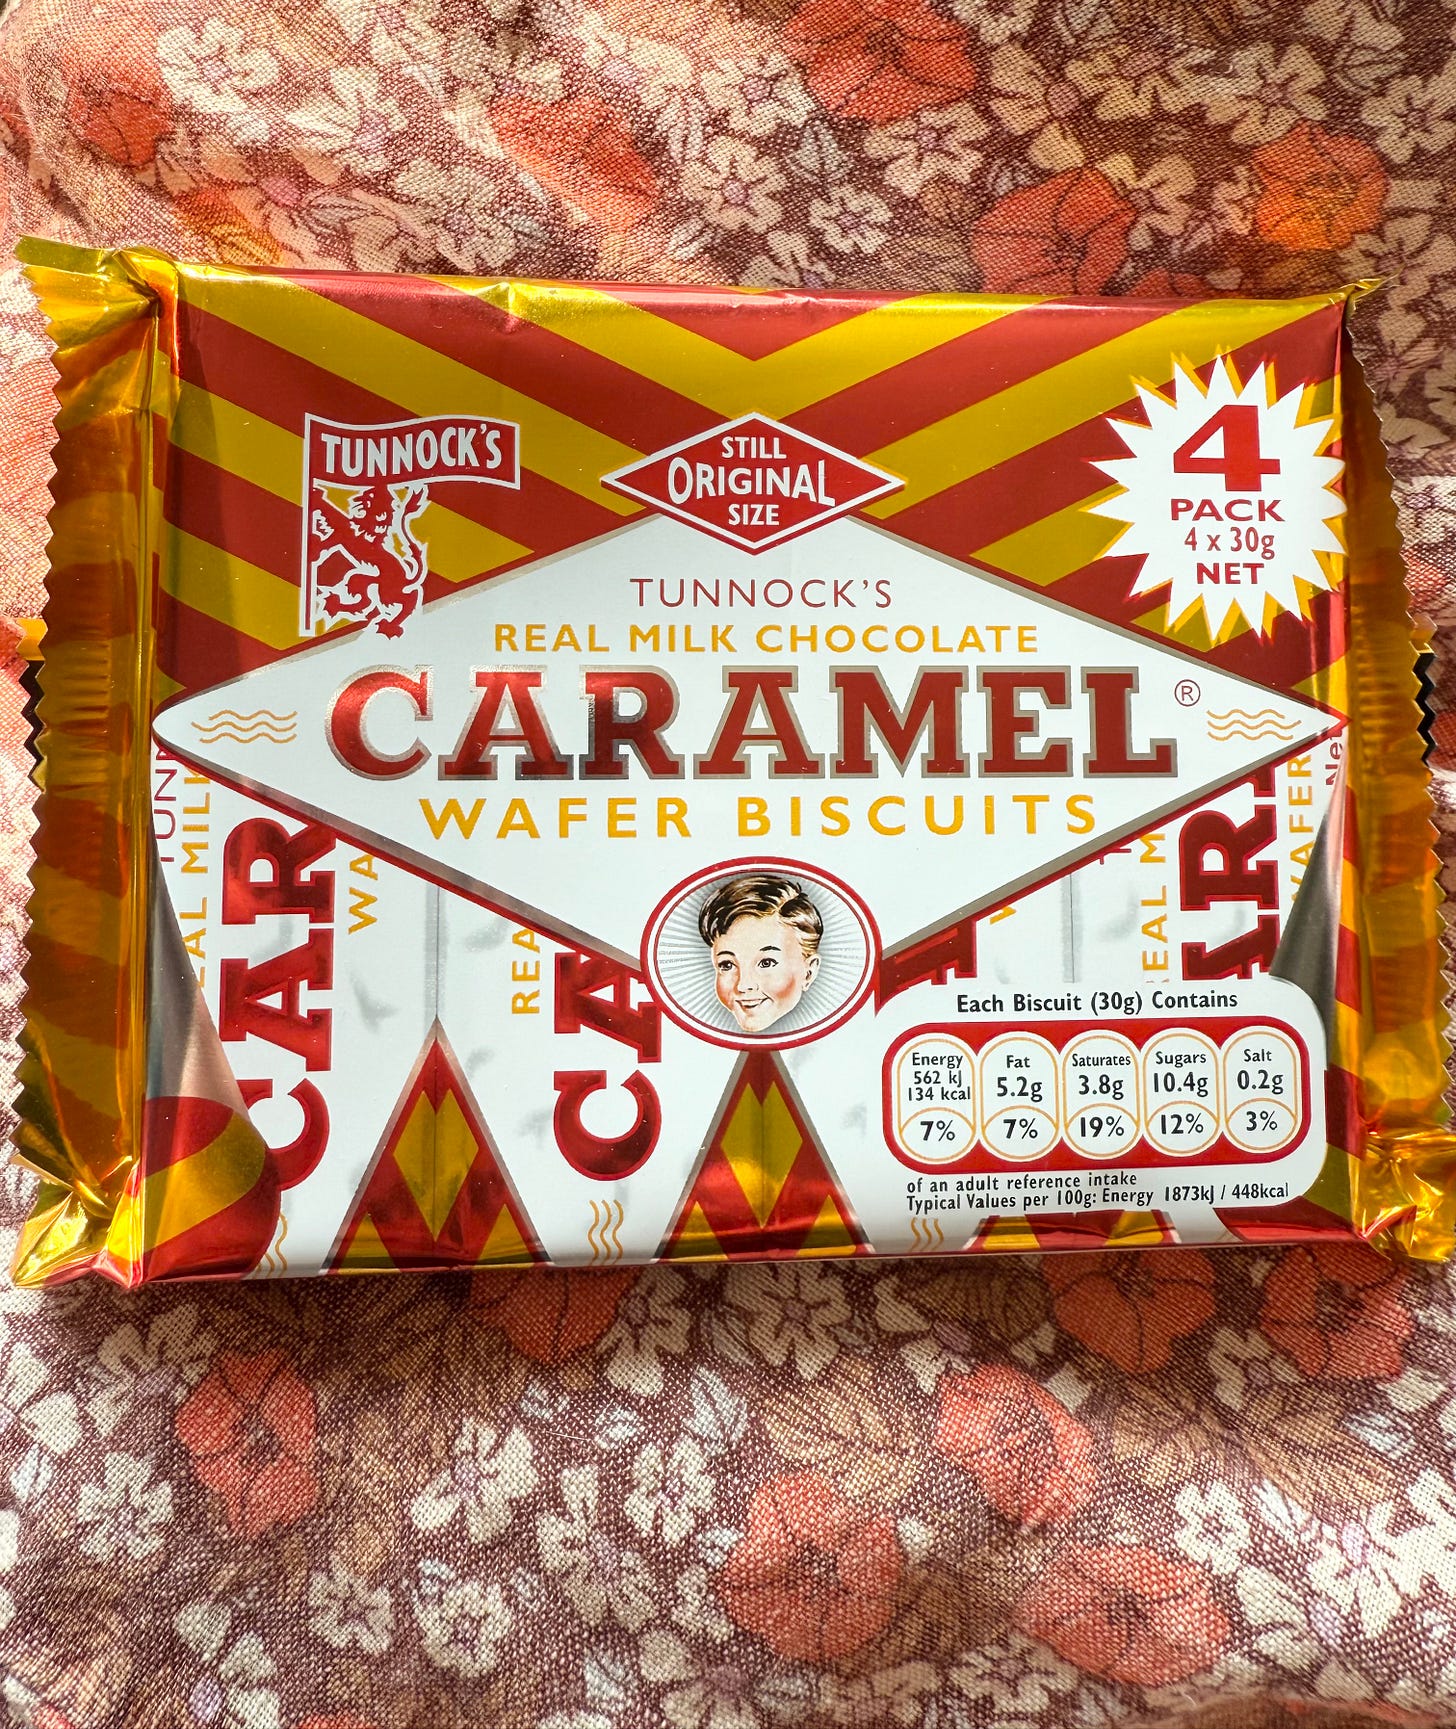 TUNNOCK'S
STILL
ORIGINAL
SIZE
4
PACK
4 x 30g
NET
TUNNOCK'S
REAL MILK CHOCOLATE
CARAMEL®
WAFER BISCUITS
Each Biscuit (30g) Contains
Energy
562 kJ
134 kcal
7%
Fat
5.2g
7%
Saturates
3.8g
19%
Sugars
10.4g
12%
Salt
0.2g
3%
of an adult reference intake
Typical Values per 100g: Energy 1873kJ / 448kcal